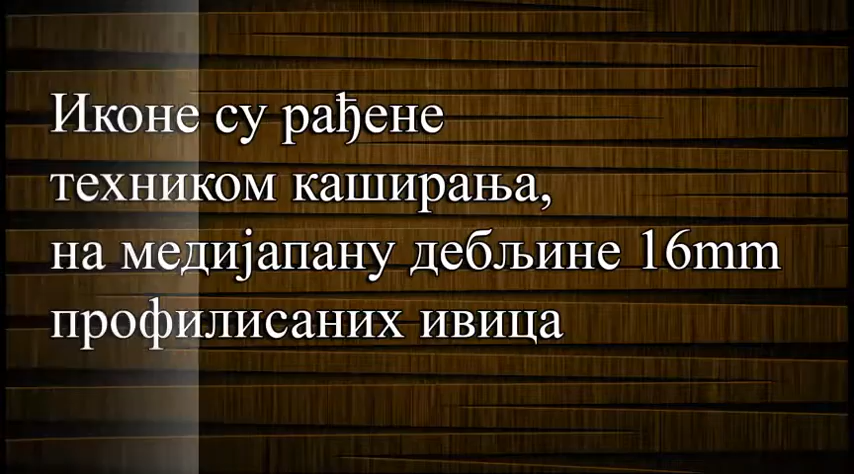 Иконе су рађене
техником каширања,
на медијапану дебљине 16mm
профилисаних ивица